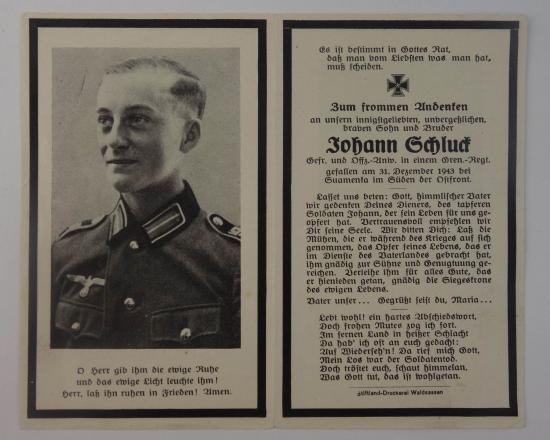 O Herr gib ihm die ewige Ruhe
und das ewige Licht leuchte ihm!
Herr, laß ihn ruhen in Frieden! Amen.
Es ist bestimmt in Gottes Rat,
daß man vom Liebsten was man hat,
muß scheiden.
Zum frommen Andenken
an unsern innigstgeliebten, unvergeßlichen,
braven Sohn und Bruder
Johann Schluck
Gefr. und Offz.-Anw. in einem Gren.-Regt.
gefallen am 31. Dezember 1943 bei
Suamenka im Süden der Ostfront.
Lasset uns beten: Gott, himmlischer Vater
wir gedenken Deines Dieners, des tapferen
Soldaten Johann, der sein Leben für uns ge-
opfert hat. Vertrauensvoll empfehlen wir
Dir seine Seele. Wir bitten Dich: Laß die
Mühen, die er während des Krieges auf sich
genommen, das Opfer seines Lebens, das er
im Dienste des Vaterlandes gebracht hat,
ihm gnädig zur Sühne und Genugtuung ge-
reichen. Verleihe ihm für alles Gute, das
er hienieden getan, gnädig die Siegeskrone
des ewigen Lebens.
Vater unser... Gegrüßt seist du, Maria...
Leb wohl! ein hartes Abschiedswort,
Doch frohen Mutes zog ich fort.
Im fernen Land in heißer Schlacht
Da hab' ich oft an euch gedacht:
Auf Wiederseh'n! Da rief mich Gott,
Mein Los war der Soldatentod.
Doch tröstet euch, schaut himmelan,
Was Gott tut, das ist wohlgetan.
Stiftland-Druckerei Waldsassen